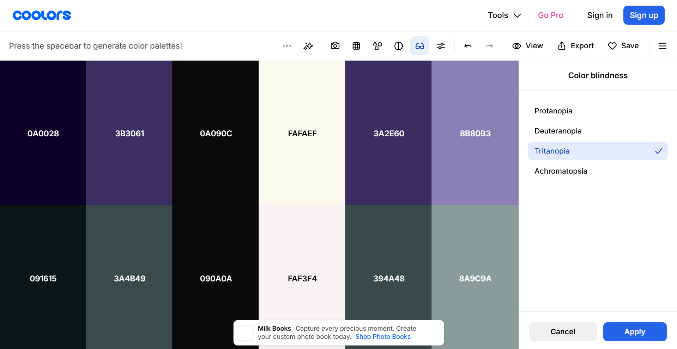 coolors
Tools
Go Pro
Sign in
Sign up
Press the spacebar to generate color palettes!
View
Export
Save
Color blindness
0A0028
3B3061
0A090C
FAFAEF
3A2E60
8B80B3
Protanopia
Deuteranopia
Tritanopia
Achromatopsia
091615
3A4B49
090A0A
FAF3F4
394A48
8A9C9A
Milk Books Capture every precious moment. Create
your custom photo book today. Shop Photo Books
Cancel
Apply